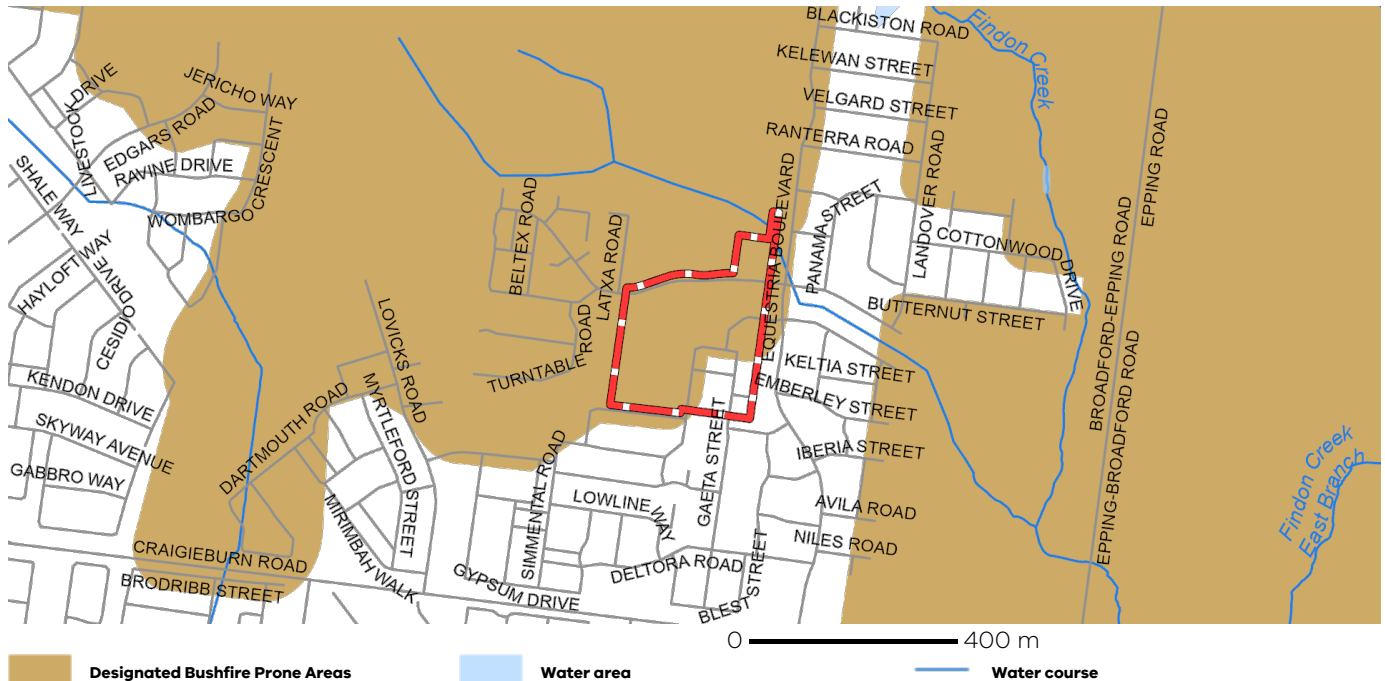 BLACKISTON ROAD
Findon Creek
KELEWAN STREET
JERICHO WAY
DRIVE
LIVESTOCK
EDGARS ROAD
VELGARD STREET
RANTERRA ROAD
RAVINE DRIVE
CRESCENT
SHALE WAY
WOMBARGO
EPPING ROAD
BELTEX ROAD
LATXA ROAD
EQUESTRIA BOULEVARD
PANAMA STREET
LANDOVER ROAD
COTTONWOOD
DRIVE
HAYLOFT WAY
CESIDIO
DRIVE
LOVICKS ROAD
TURNTABLE
ROAD
BUTTERNUT STREET
BROADFORD-EPPING ROAD
EPPING-BROADFORD ROAD
KELTIA STREET
EMBERLEY STREET
KENDON DRIVE
SKYWAY AVENUE
GABBRO WAY
DARTMOUTH ROAD
MYRTLEFORD STREET
MIRIMBAH WALK
SIMMENTAL ROAD
GAETA STREET
IBERIA STREET
Findon Creek
East Branch
LOWLINE
WAY
AVILA ROAD
NILES ROAD
CRAIGIEBURN ROAD
BRODRIBB STREET
GYPSUM DRIVE
DELTORA ROAD
BLEST
STREET
0 400 m
Designated Bushfire Prone Areas
Water area
Water course